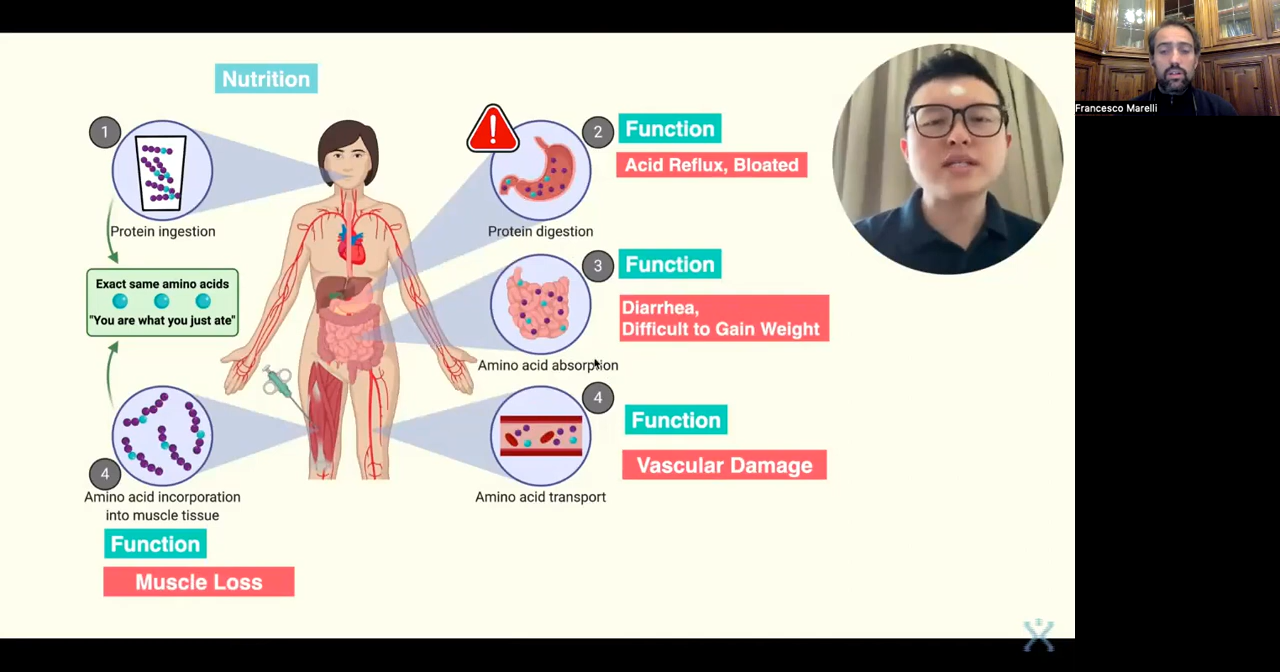 Nutrition
1
Protein ingestion
Exact same amino acids
"You are what you just ate"
4
Amino acid incorporation
into muscle tissue
Function
Muscle Loss
!
2
Function
Acid Reflux, Bloated
Protein digestion
3
Function
Diarrhea,
Difficult to Gain Weight
Amino acid absorption
4
Function
Vascular Damage
Amino acid transport
Francesco Marelli